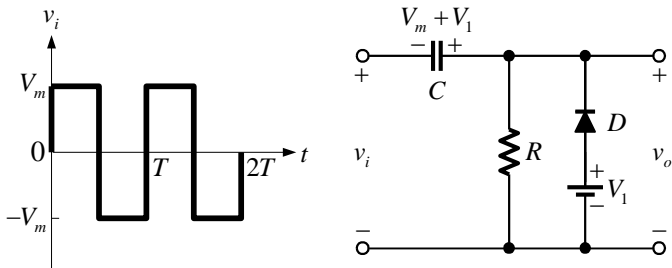 v_i
V_m
0
T
2T
t
−V_m
V_m + V_1
− +
C
+
+
v_i
R
D
+
V_1
−
v_o
−
−